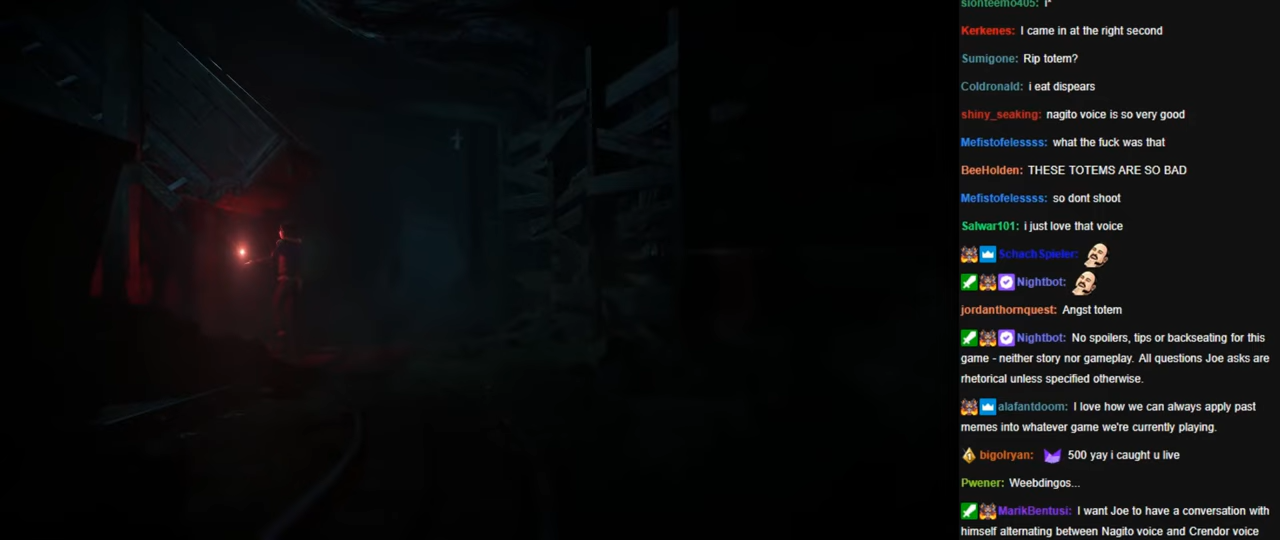 sionteemo405: i*
Kerkenes: I came in at the right second
Sumigone: Rip totem?
Coldronald: i eat dispears
shiny_seaking: nagito voice is so very good
Mefistofelessss: what the fuck was that
BeeHolden: THESE TOTEMS ARE SO BAD
Mefistofelessss: so dont shoot
Salwar101: i just love that voice
SchachSpieler:
Nightbot:
jordanthornquest: Angst totem
Nightbot: No spoilers, tips or backseating for this
game - neither story nor gameplay. All questions Joe asks are
rhetorical unless specified otherwise.
alafantdoom: I love how we can always apply past
memes into whatever game we're currently playing.
bigolryan: 500 yay i caught u live
Pwener: Weebdingos...
MarikBentusi: I want Joe to have a conversation with
himself alternating between Nagito voice and Crendor voice